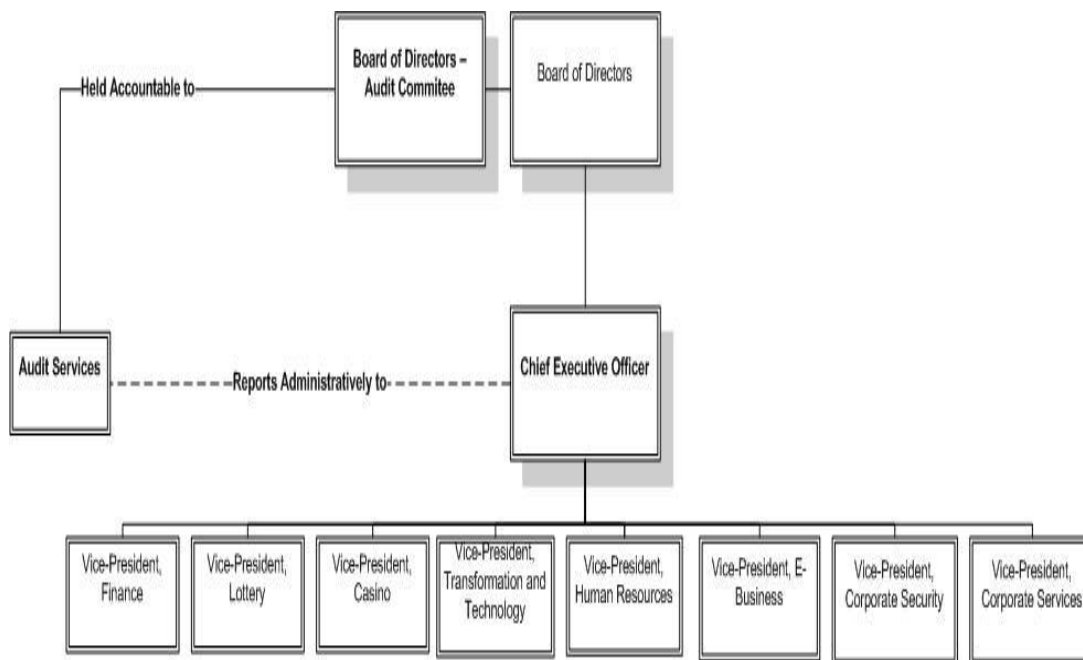 Board of Directors –
Audit Commitee
Board of Directors
Held Accountable to
Audit Services
Reports Administratively to
Chief Executive Officer
Vice-President,
Finance
Vice-President,
Lottery
Vice-President,
Casino
Vice-President,
Transformation and
Technology
Vice-President,
Human Resources
Vice-President, E-
Business
Vice-President,
Corporate Security
Vice-President,
Corporate Services